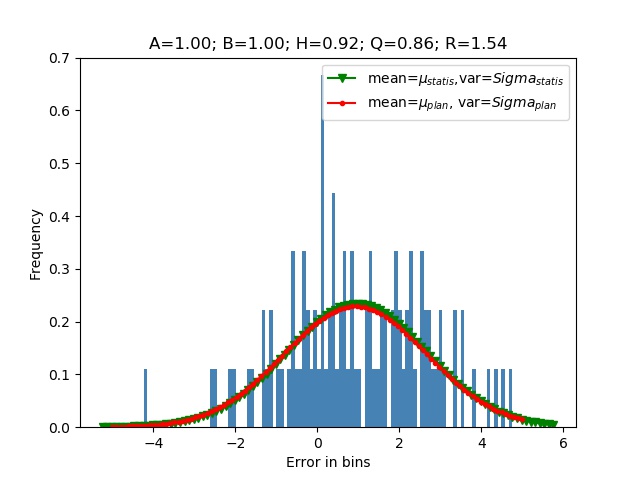 A=1.00; B=1.00; H=0.92; Q=0.86; R=1.54
mean=μstatis,var=Sigmastatis
mean=μplan, var=Sigmaplan
0.7
0.6
0.5
0.4
0.3
0.2
0.1
0.0
Frequency
−4
−2
0
2
4
6
Error in bins